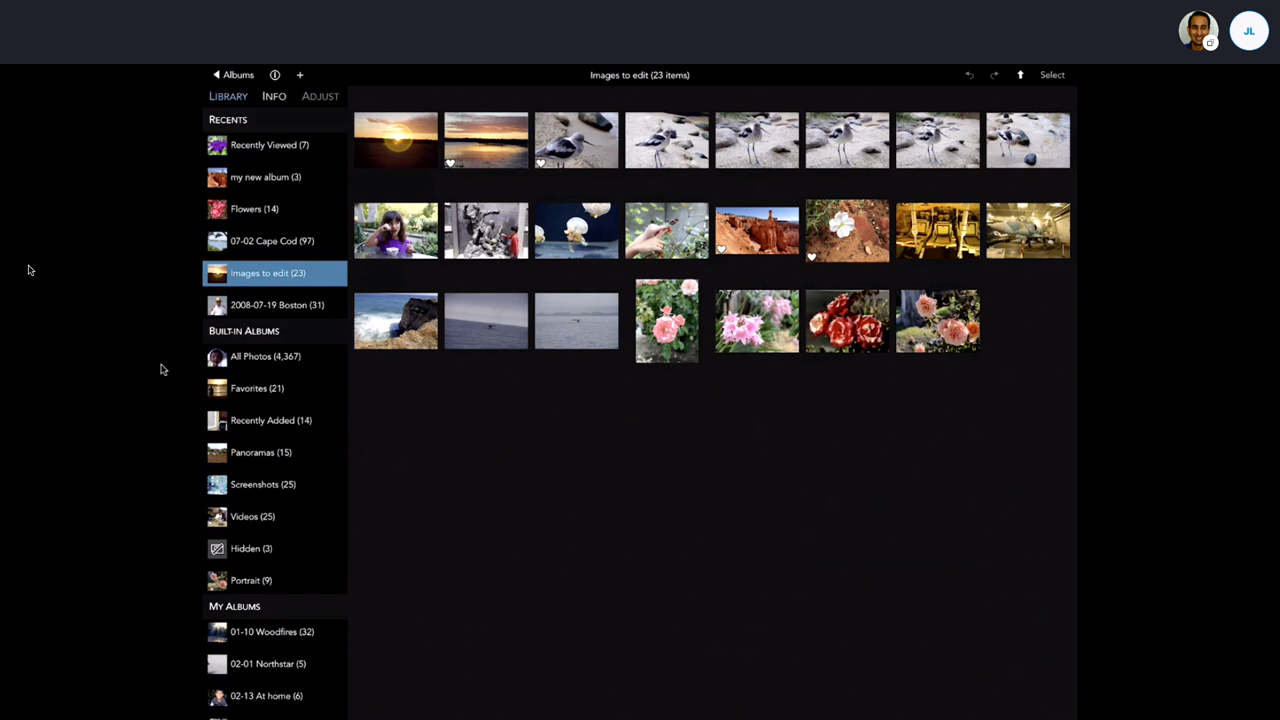 JL
Albums
Images to edit (23 items)
Select
LIBRARY INFO ADJUST
RECENTS
Recently Viewed (7)
my new album (3)
Flowers (14)
07-02 Cape Cod (97)
Images to edit (23)
2008-07-19 Boston (31)
BUILT-IN ALBUMS
All Photos (4,367)
Favorites (21)
Recently Added (14)
Panoramas (15)
Screenshots (25)
Videos (25)
Hidden (3)
Portrait (9)
MY ALBUMS
01-10 Woodfires (32)
02-01 Northstar (5)
02-13 At home (6)